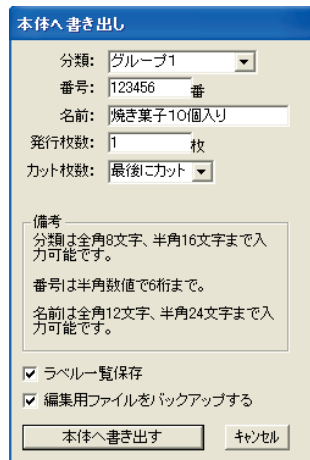 本体へ書き出し
分類: グループ1
番号: 123456 番
名前: 焼き葉子10個入り
発行枚数: 1 枚
カット枚数: 最後にカット
備考
分類は全角8文字、半角16文字まで入
力可能です。
番号は半角数値で6桁まで。
名前は全角12文字、半角24文字まで入
力可能です。
ラベル一覧保存
編集用ファイルをバックアップする
本体へ書き出す キャンセル